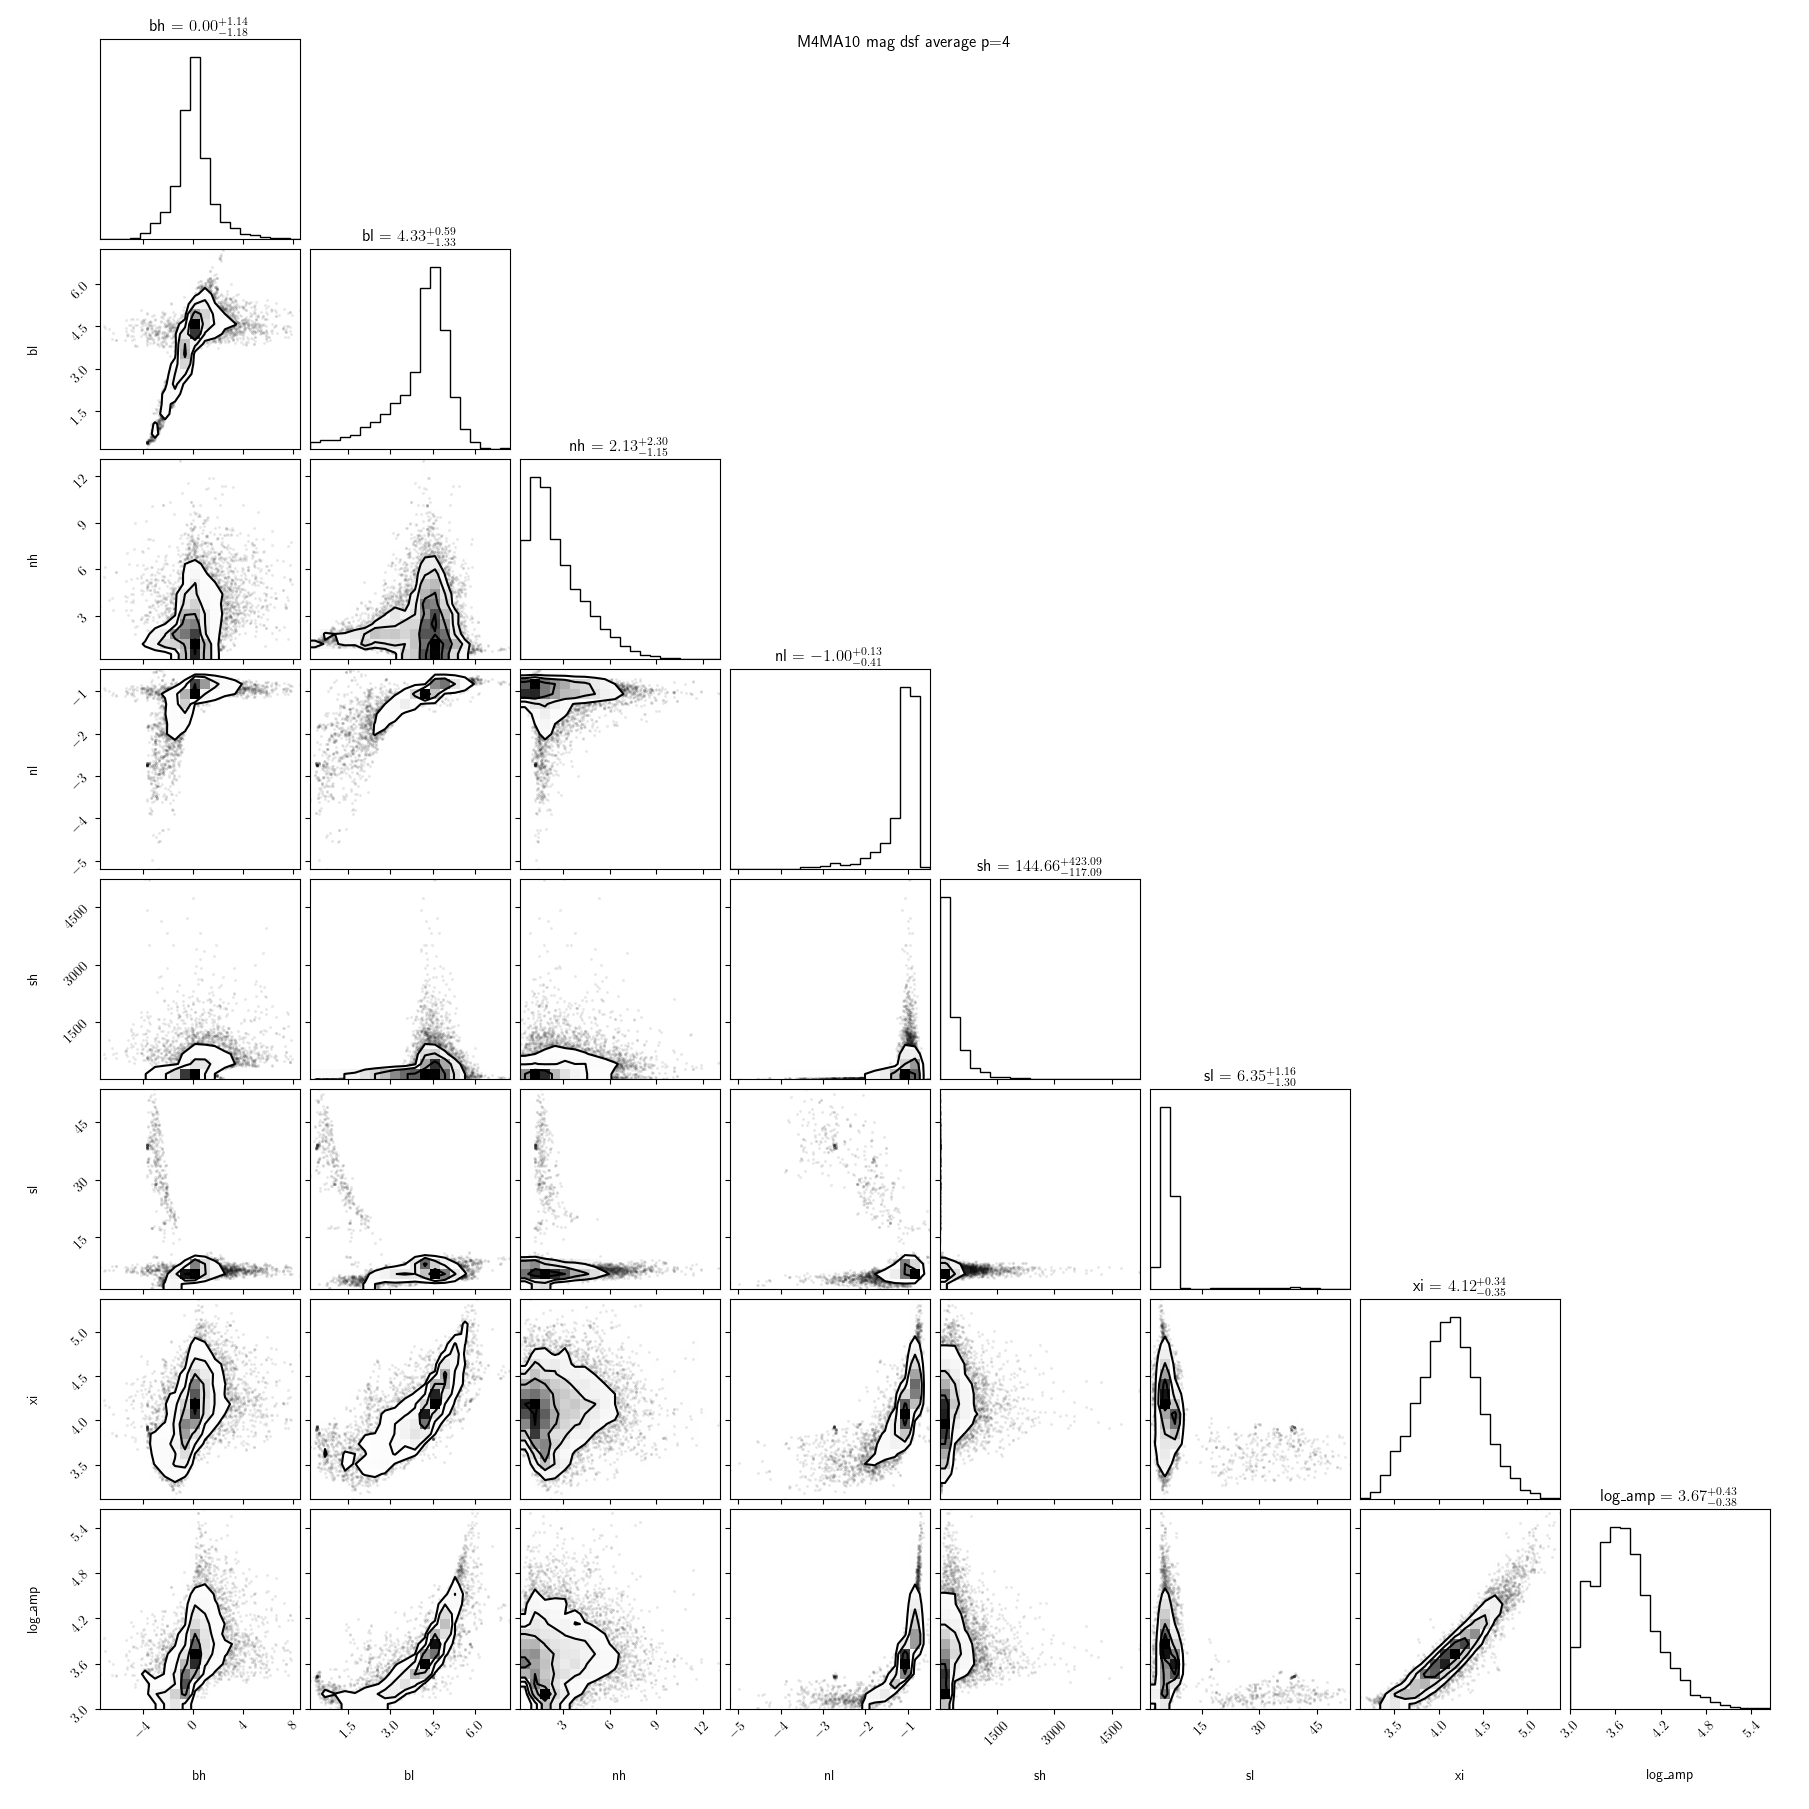 bh = 0.00^{+1.14}_{-1.18}
M4MA10 mag dsf average p=4
bl = 4.33^{+0.59}_{-1.33}
6.0
4.5
3.0
1.5
bl
nh = 2.13^{+2.30}_{-1.15}
12
9
6
3
nh
nl = −1.00^{+0.13}_{-0.41}
−1
−2
−3
−4
−5
nl
sh = 144.66^{+423.09}_{-117.09}
4500
3000
1500
sh
sl = 6.35^{+1.16}_{-1.30}
45
30
15
sl
xi = 4.12^{+0.34}_{-0.35}
5.0
4.5
4.0
3.5
xi
log_amp = 3.67^{+0.43}_{-0.38}
5.4
4.8
4.2
3.6
3.0
log_amp
−4 0 4 8 1.5 3.0 4.5 6.0 3 6 9 12 −5 −4 −3 −2 −1 1500 3000 4500 15 30 45 3.5 4.0 4.5 5.0 3.0 3.6 4.2 4.8 5.4
bh bl nh nl sh sl xi log_amp